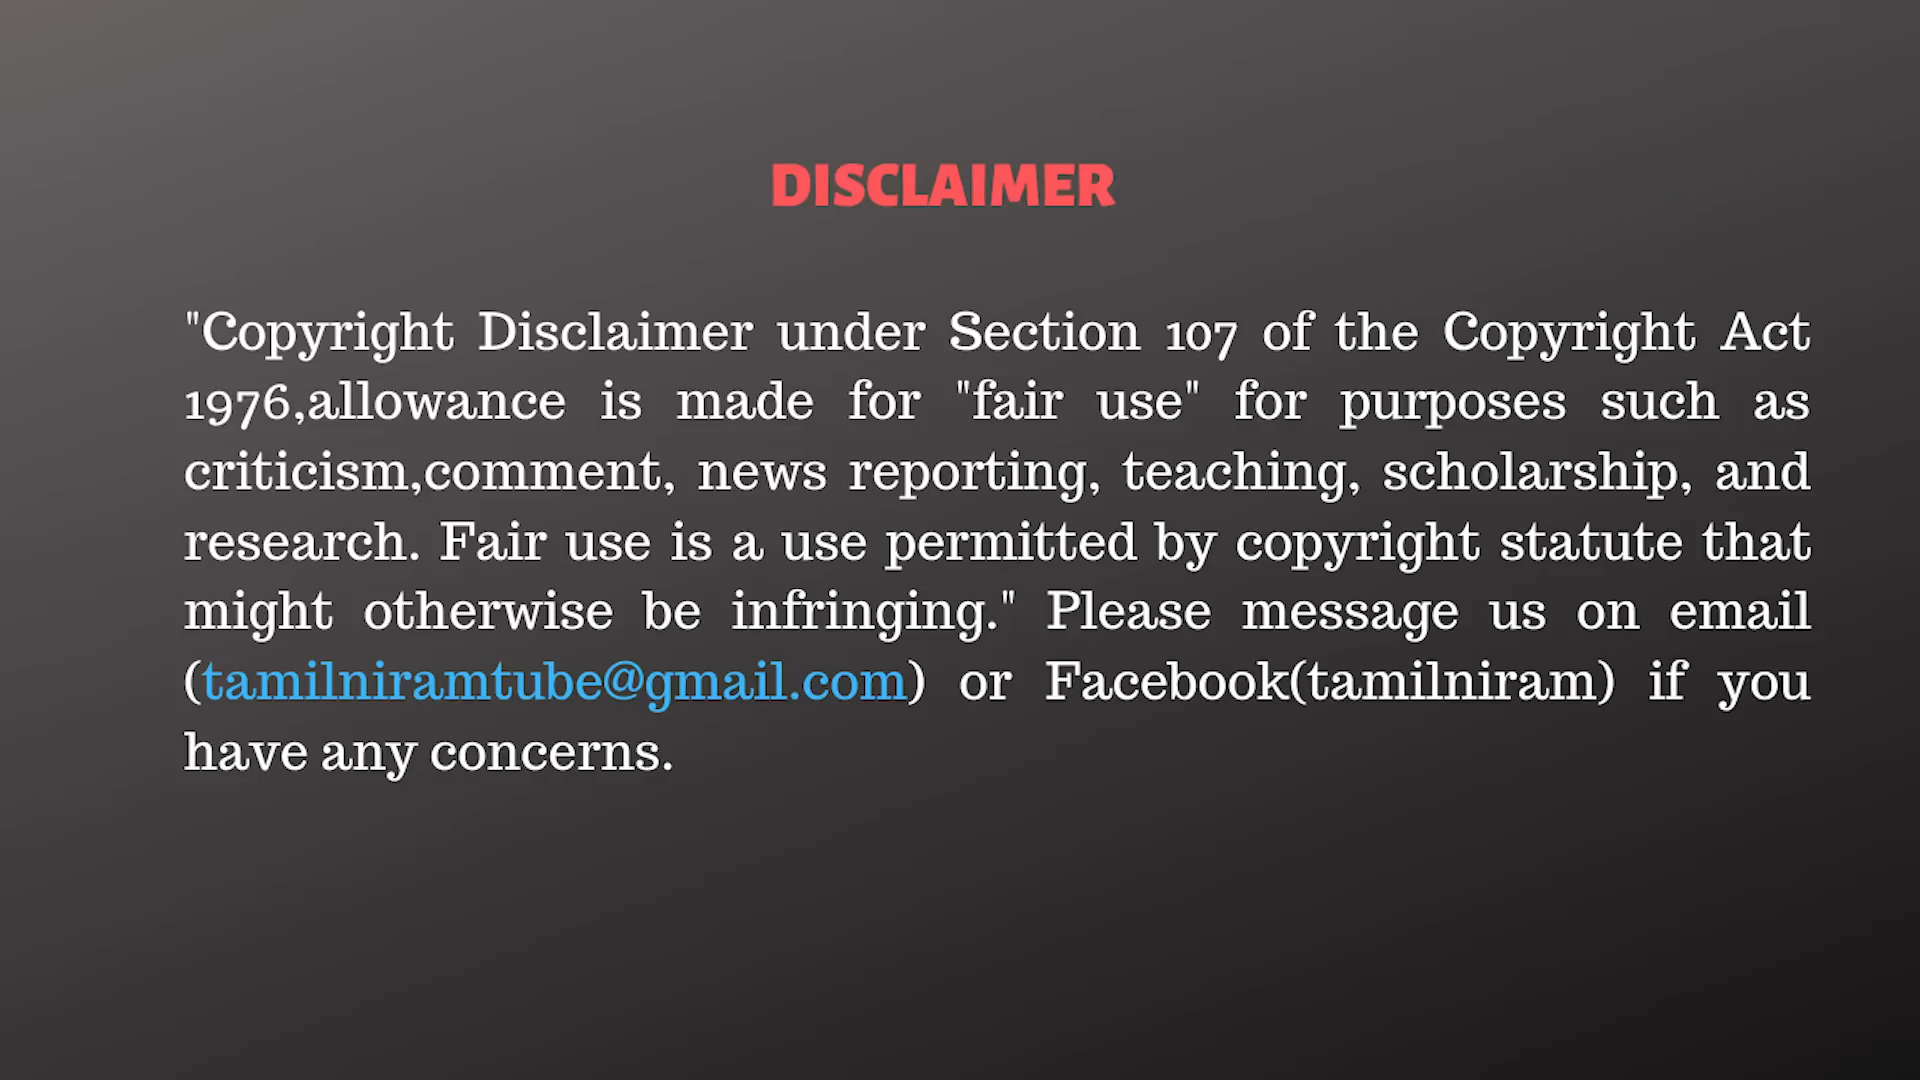 DISCLAIMER
"Copyright Disclaimer under Section 107 of the Copyright Act
1976,allowance is made for "fair use" for purposes such as
criticism,comment, news reporting, teaching, scholarship, and
research. Fair use is a use permitted by copyright statute that
might otherwise be infringing." Please message us on email
(tamilniramtube@gmail.com) or Facebook(tamilniram) if you
have any concerns.